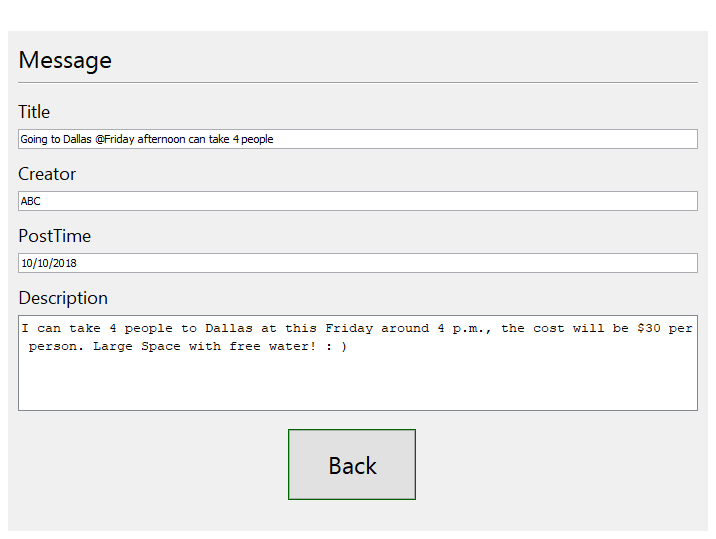 Message
Title
Going to Dallas @Friday afternoon can take 4 people
Creator
ABC
PostTime
10/10/2018
Description
I can take 4 people to Dallas at this Friday around 4 p.m., the cost will be $30 per
person. Large Space with free water! : )
Back